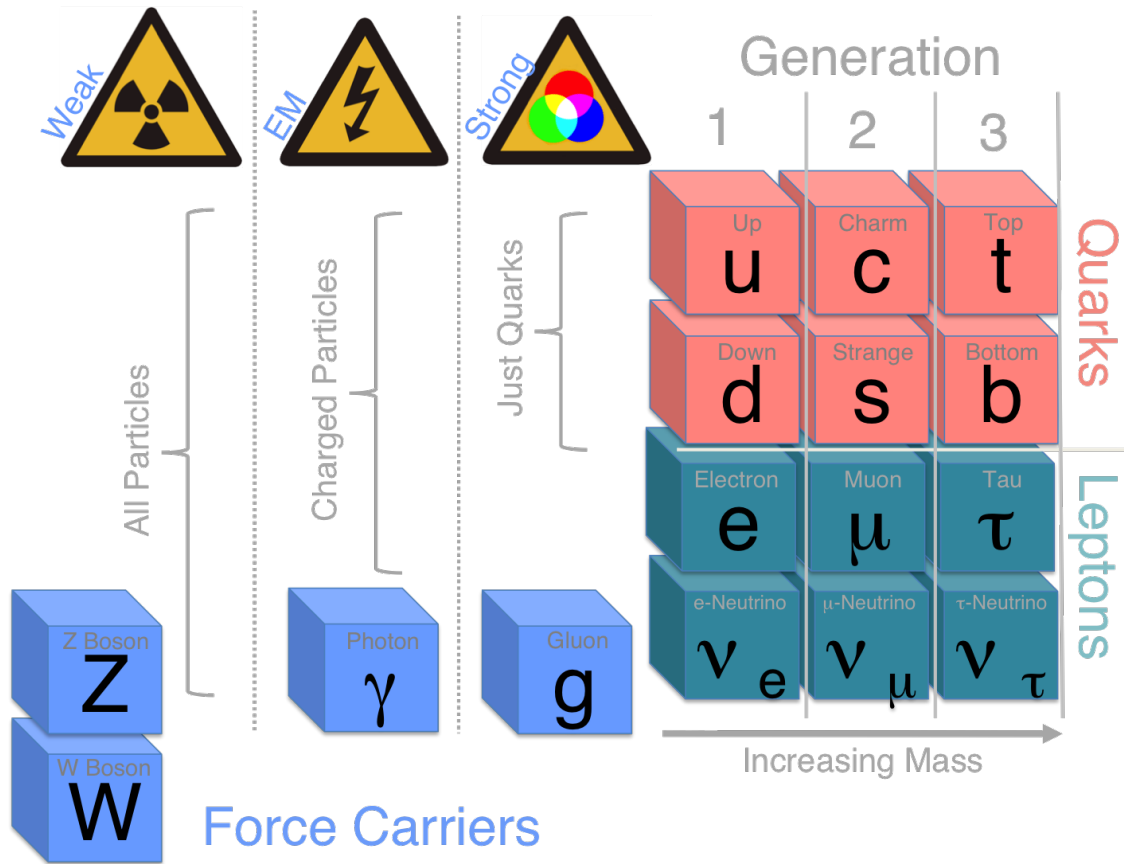 Weak
EM
Strong
Generation
1
2
3
Up
u
Charm
c
Top
t
Down
d
Strange
s
Bottom
b
Quarks
Electron
e
Muon
μ
Tau
τ
e-Neutrino
ν e
μ-Neutrino
ν μ
τ-Neutrino
ν τ
Leptons
Increasing Mass
All Particles
Charged Particles
Just Quarks
Z Boson
Z
Photon
γ
Gluon
g
W Boson
W
Force Carriers